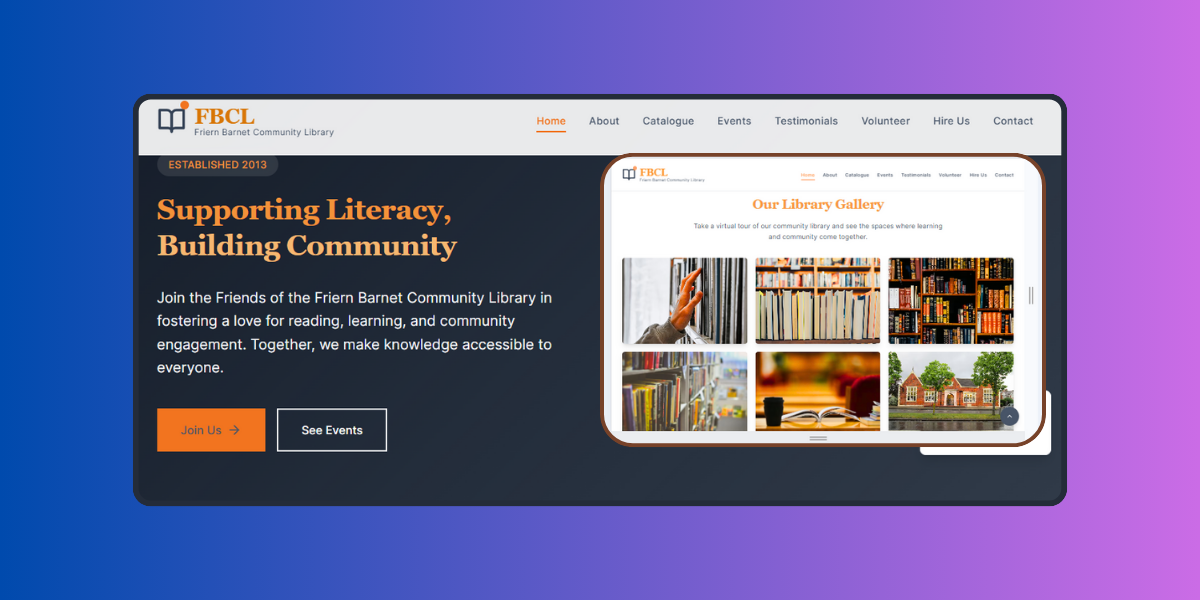 FBCL
Friern Barnet Community Library
Home About Catalogue Events Testimonials Volunteer Hire Us Contact
ESTABLISHED 2013
Supporting Literacy,
Building Community
Join the Friends of the Friern Barnet Community Library in
fostering a love for reading, learning, and community
engagement. Together, we make knowledge accessible to
everyone.
Join Us
See Events
FBCL
Friern Barnet Community Library
Home About Catalogue Events Testimonials Volunteer Hire Us Contact
Our Library Gallery
Take a virtual tour of our community library and see the spaces where learning
and community come together.